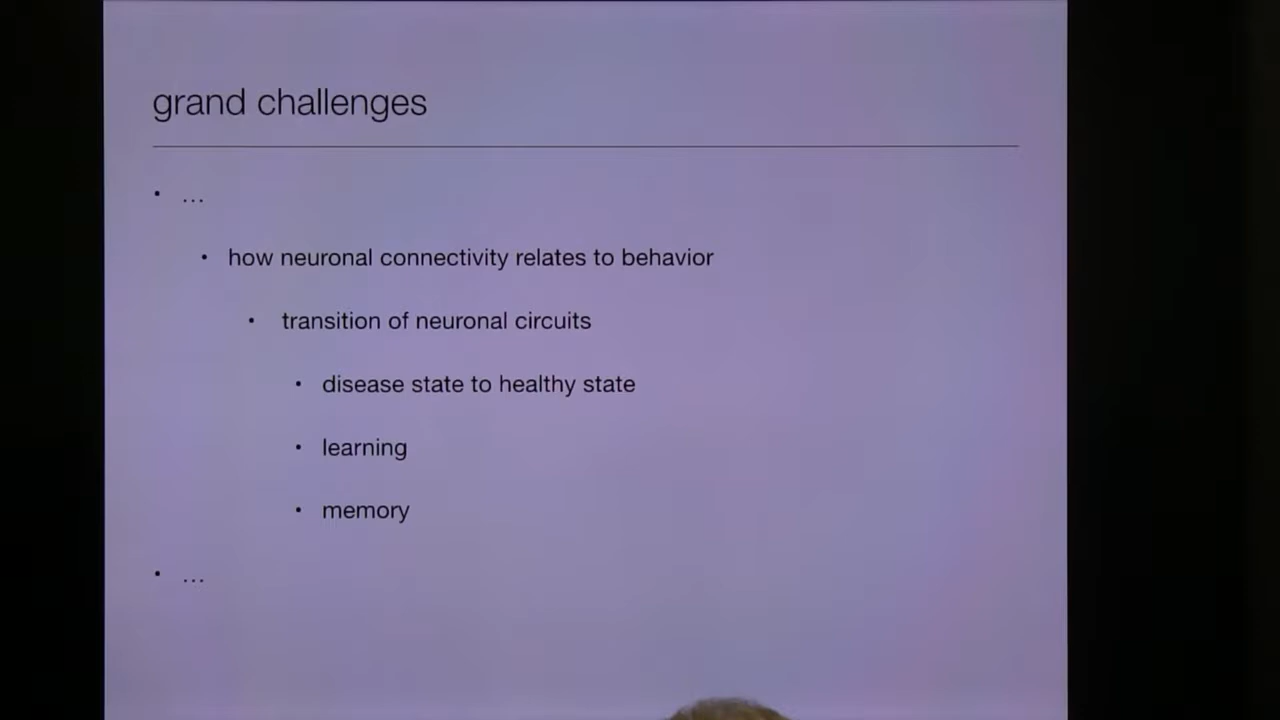 grand challenges
• ...
• how neuronal connectivity relates to behavior
• transition of neuronal circuits
• disease state to healthy state
• learning
• memory
• ...